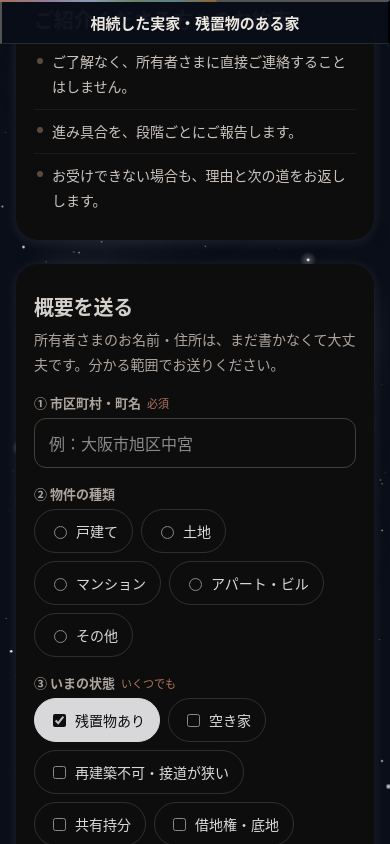 相続した実家・残置物のある家
ご了解なく、所有者さまに直接ご連絡すること
はしません。
進み具合を、段階ごとにご報告します。
お受けできない場合も、理由と次の道をお返し
します。
概要を送る
所有者さまのお名前・住所は、まだ書かなくて大丈
夫です。分かる範囲でお送りください。
① 市区町村・町名 必須
例：大阪市旭区中宮
② 物件の種類
戸建て 土地
マンション アパート・ビル
その他
③ いまの状態 いくつでも
残置物あり 空き家
再建築不可・接道が狭い
共有持分 借地権・底地